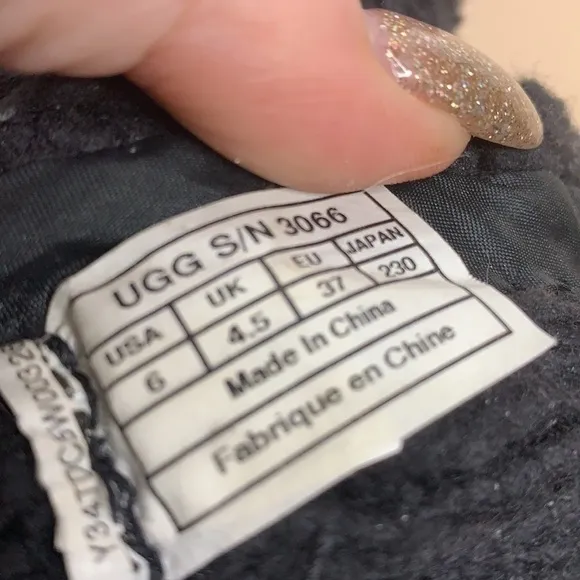 UGG S/N 3066
USA UK EU JAPAN
6 4.5 37 230
Made In China
Fabrique en Chine